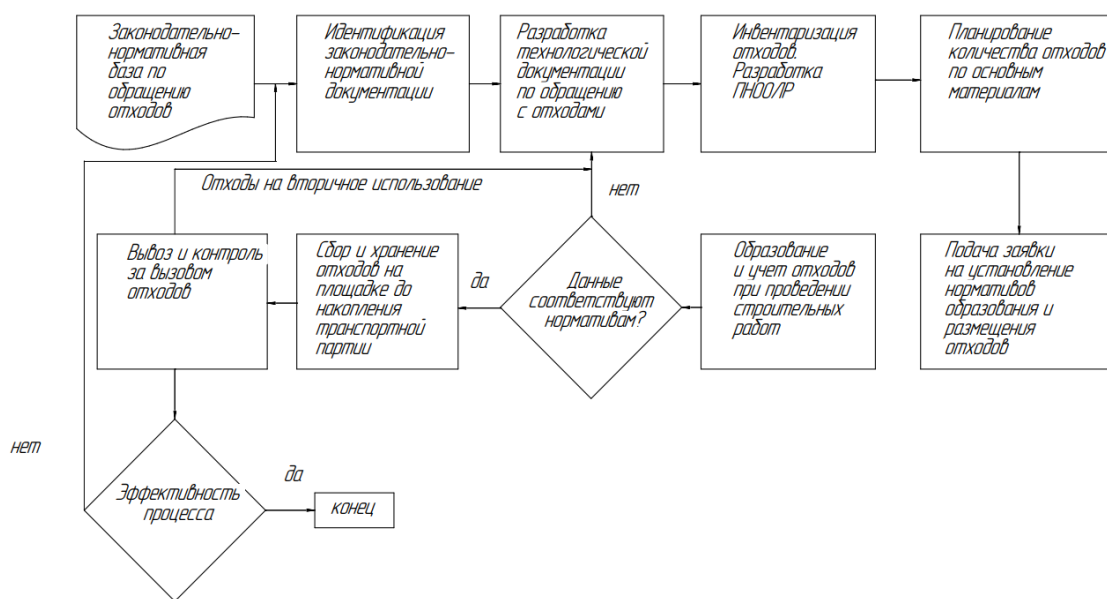 Законодательно-
нормативная
база по
обращению
отходов
Идентификация
законодательно-
нормативной
документации
Разработка
технологической
документации
по обращению
с отходами
Инвентаризация
отходов.
Разработка
ПНООЛР
Планирование
количества отходов
по основным
материалам
Отходы на вторичное использование
нет
Вывоз и контроль
за вызовам
отходов
Сбор и хранение
отходов на
площадке до
накопления
транспортной
партии
да
Данные
соответствуют
нормативам?
Образование
и учет отходов
при проведении
строительных
работ
Подача заявки
на установление
нормативов
образования и
размещения
отходов
нет
Эффективность
процесса
да
конец